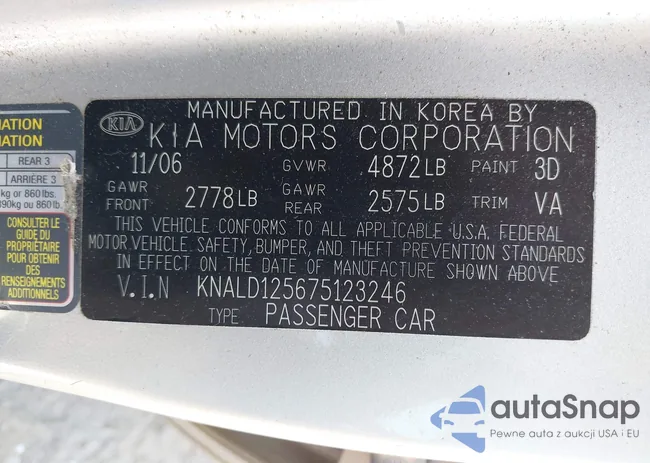 MANUFACTURED IN KOREA BY
KIA KIA MOTORS CORPORATION
11/06 GVWR 4872LB PAINT 3D
GAWR FRONT 2778LB GAWR REAR 2575LB TRIM VA
THIS VEHICLE CONFORMS TO ALL APPLICABLE U.S.A. FEDERAL
MOTOR VEHICLE. SAFETY, BUMPER, AND THEFT PREVENTION STANDARDS
IN EFFECT ON THE DATE OF MANUFACTURE SHOWN ABOVE
V.I.N KNALD125675123246
TYPE PASSENGER CAR
REAR 3
ARRIÈRE 3
kg or 860 lbs.
390kg ou 860 lb.
CONSULTER LE
GUIDE DU
PROPRIÉTAIRE
POUR OBTENIR
DES
RENSEIGNEMENTS
ADDITIONNELS
autoSnap
Pewne auta z aukcji USA i EU